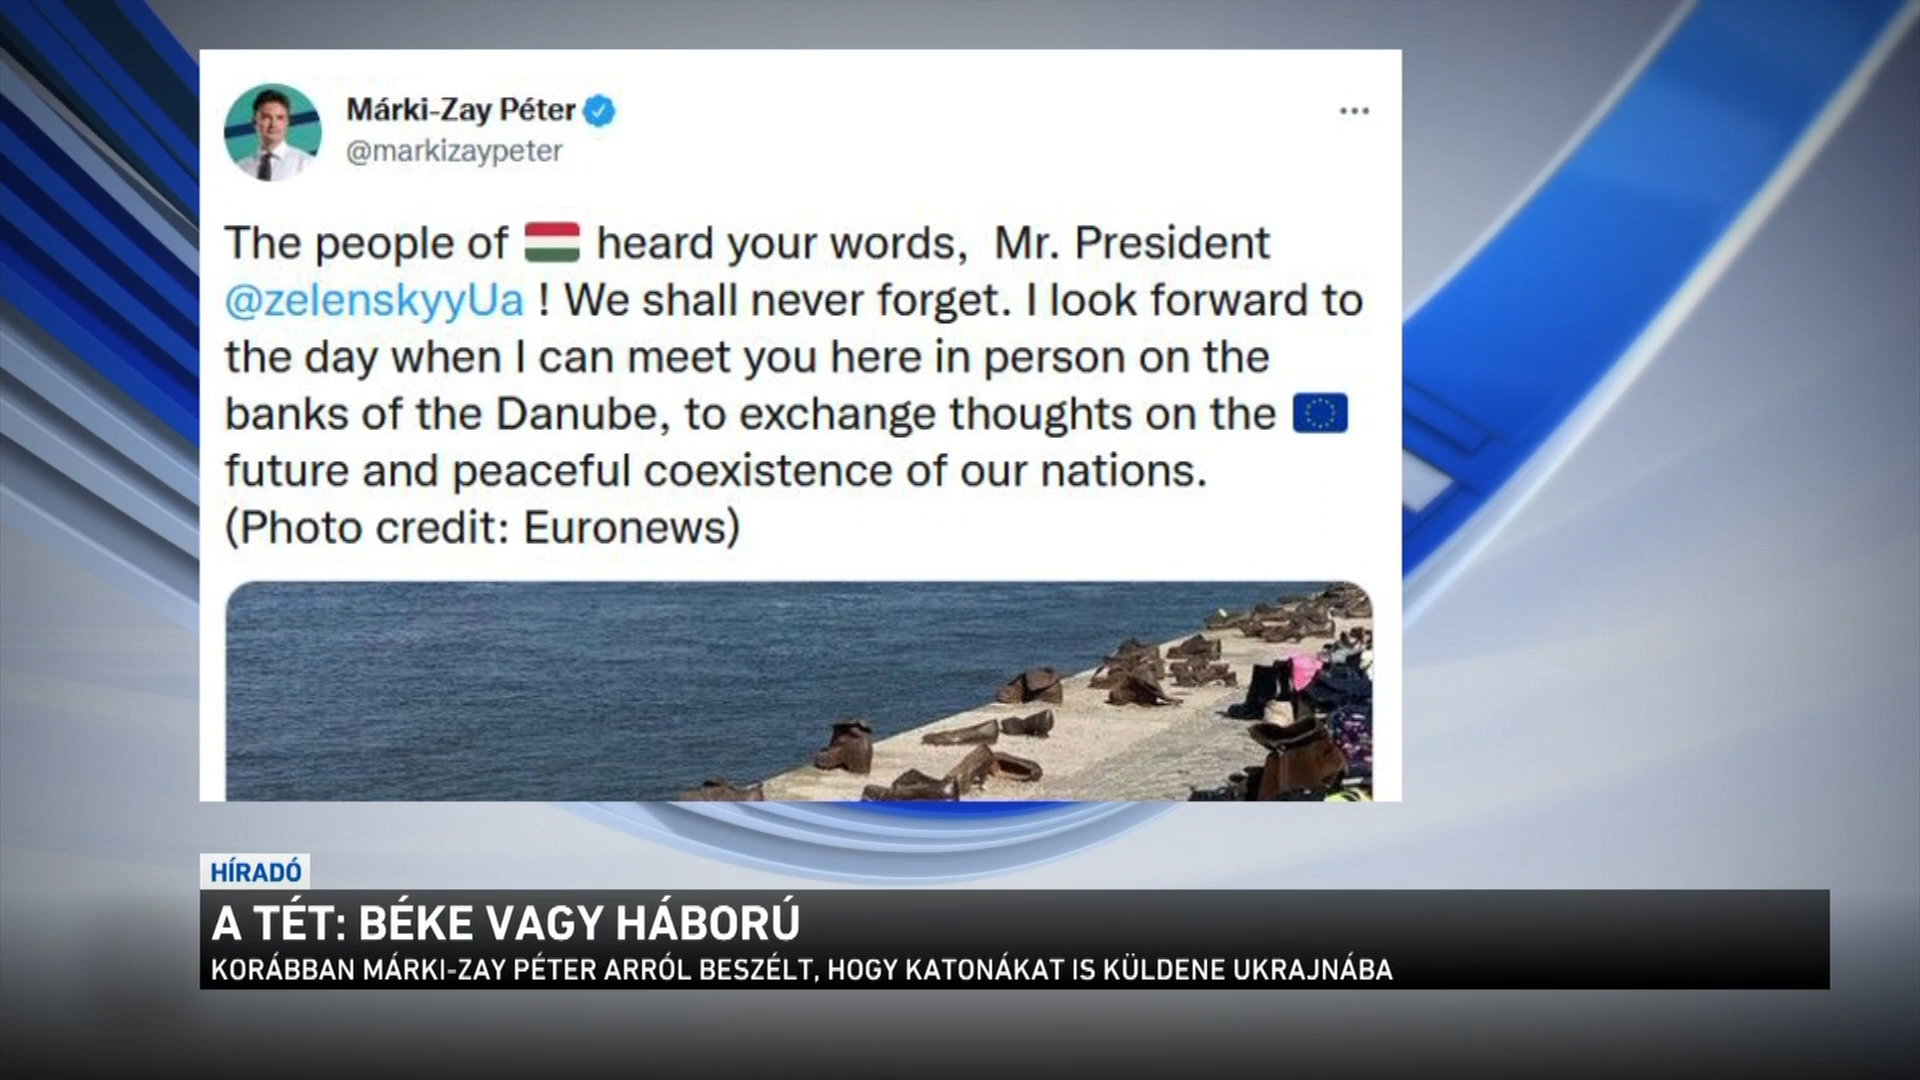 Márki-Zay Péter
@markizaypeter
The people of heard your words, Mr. President
@zelenskyyUa ! We shall never forget. I look forward to
the day when I can meet you here in person on the
banks of the Danube, to exchange thoughts on the
future and peaceful coexistence of our nations.
(Photo credit: Euronews)
HÍRADÓ
A TÉT: BÉKE VAGY HÁBORÚ
KORÁBBAN MÁRKI-ZAY PÉTER ARRÓL BESZÉLT, HOGY KATONÁKAT IS KÜLDENE UKRAJNÁBA